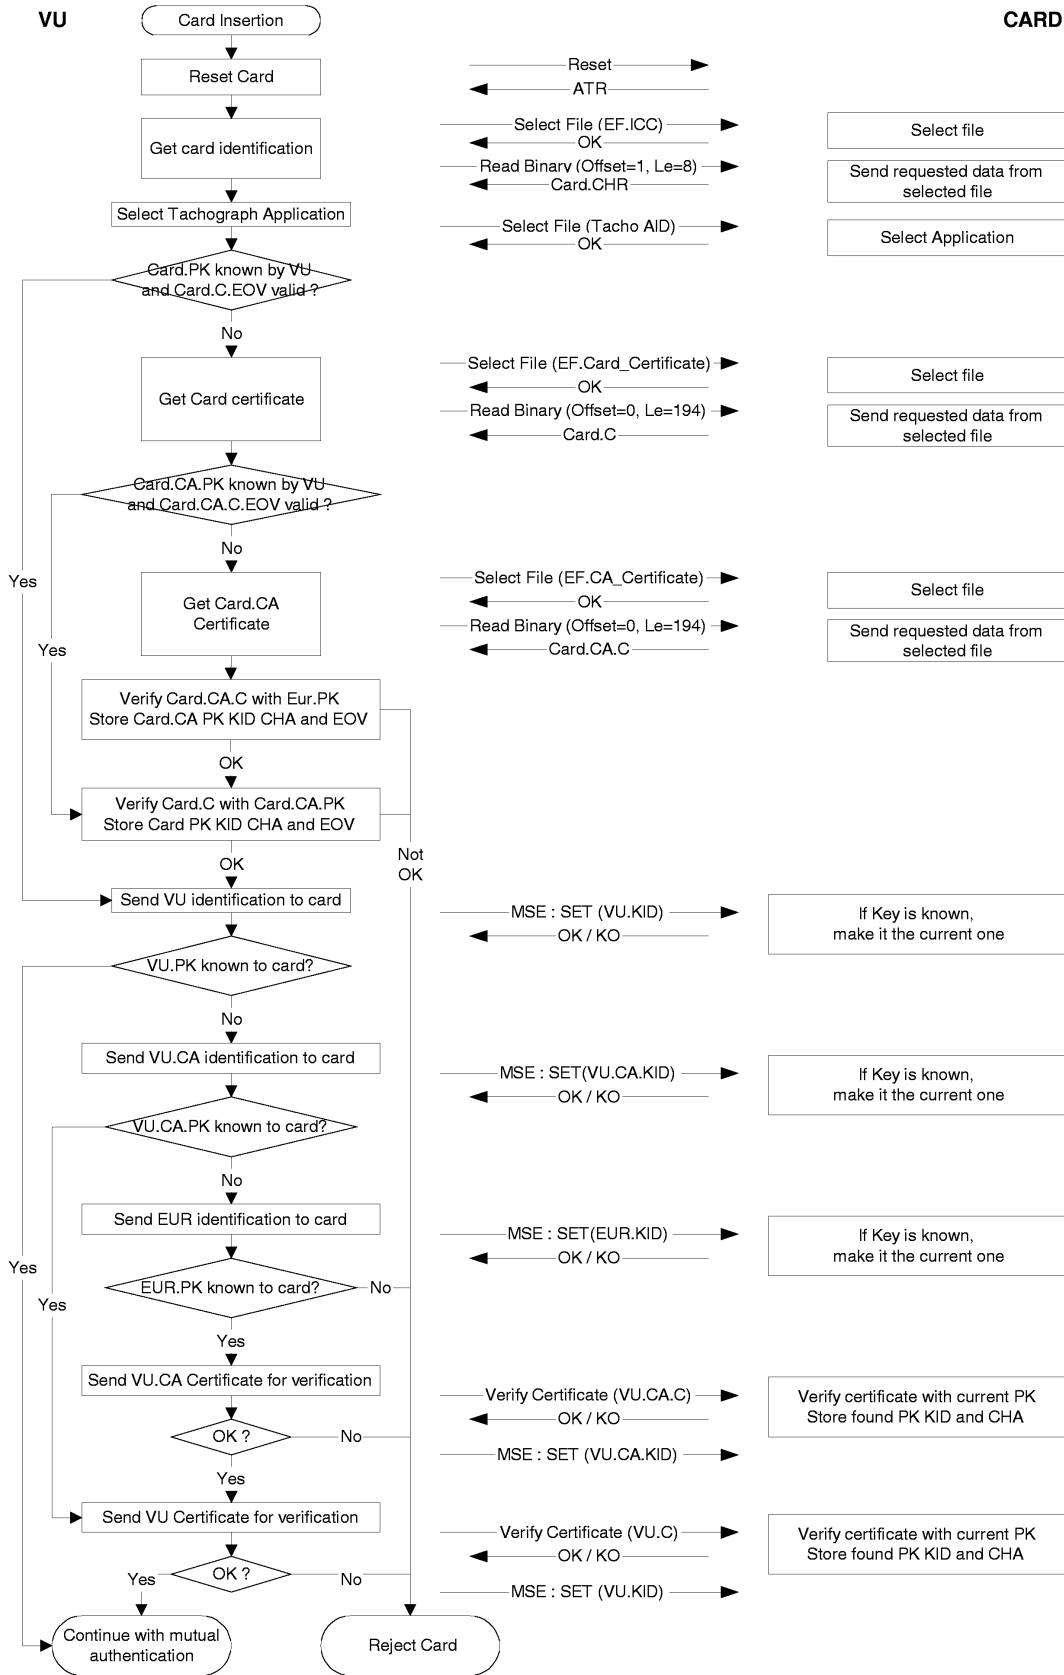 VU
CARD
Card Insertion
Reset Card
Reset
ATR
Get card identification
Select File (EF.ICC)
OK
Select file
Read Binary (Offset=1, Le=8)
Card.CHR
Send requested data from
selected file
Select Tachograph Application
Select File (Tacho AID)
OK
Select Application
Card.PK known by VU
and Card.C.EOV valid ?
No
Get Card certificate
Select File (EF.Card_Certificate)
OK
Select file
Read Binary (Offset=0, Le=194)
Card.C
Send requested data from
selected file
Card.CA.PK known by VU
and Card.CA.C.EOV valid ?
No
Yes
Get Card.CA
Certificate
Select File (EF.CA_Certificate)
OK
Select file
Read Binary (Offset=0, Le=194)
Card.CA.C
Send requested data from
selected file
Yes
Verify Card.CA.C with Eur.PK
Store Card.CA PK KID CHA and EOV
OK
Verify Card.C with Card.CA.PK
Store Card PK KID CHA and EOV
OK
Not
OK
Send VU identification to card
MSE : SET (VU.KID)
OK / KO
If Key is known,
make it the current one
VU.PK known to card?
No
Send VU.CA identification to card
MSE : SET(VU.CA.KID)
OK / KO
If Key is known,
make it the current one
VU.CA.PK known to card?
No
Send EUR identification to card
MSE : SET(EUR.KID)
OK / KO
If Key is known,
make it the current one
Yes
EUR.PK known to card?
No
Yes
Yes
Send VU.CA Certificate for verification
Verify Certificate (VU.CA.C)
OK / KO
Verify certificate with current PK
Store found PK KID and CHA
OK ?
No
MSE : SET (VU.CA.KID)
Yes
Send VU Certificate for verification
Verify Certificate (VU.C)
OK / KO
Verify certificate with current PK
Store found PK KID and CHA
OK ?
Yes
No
MSE : SET (VU.KID)
Continue with mutual
authentication
Reject Card